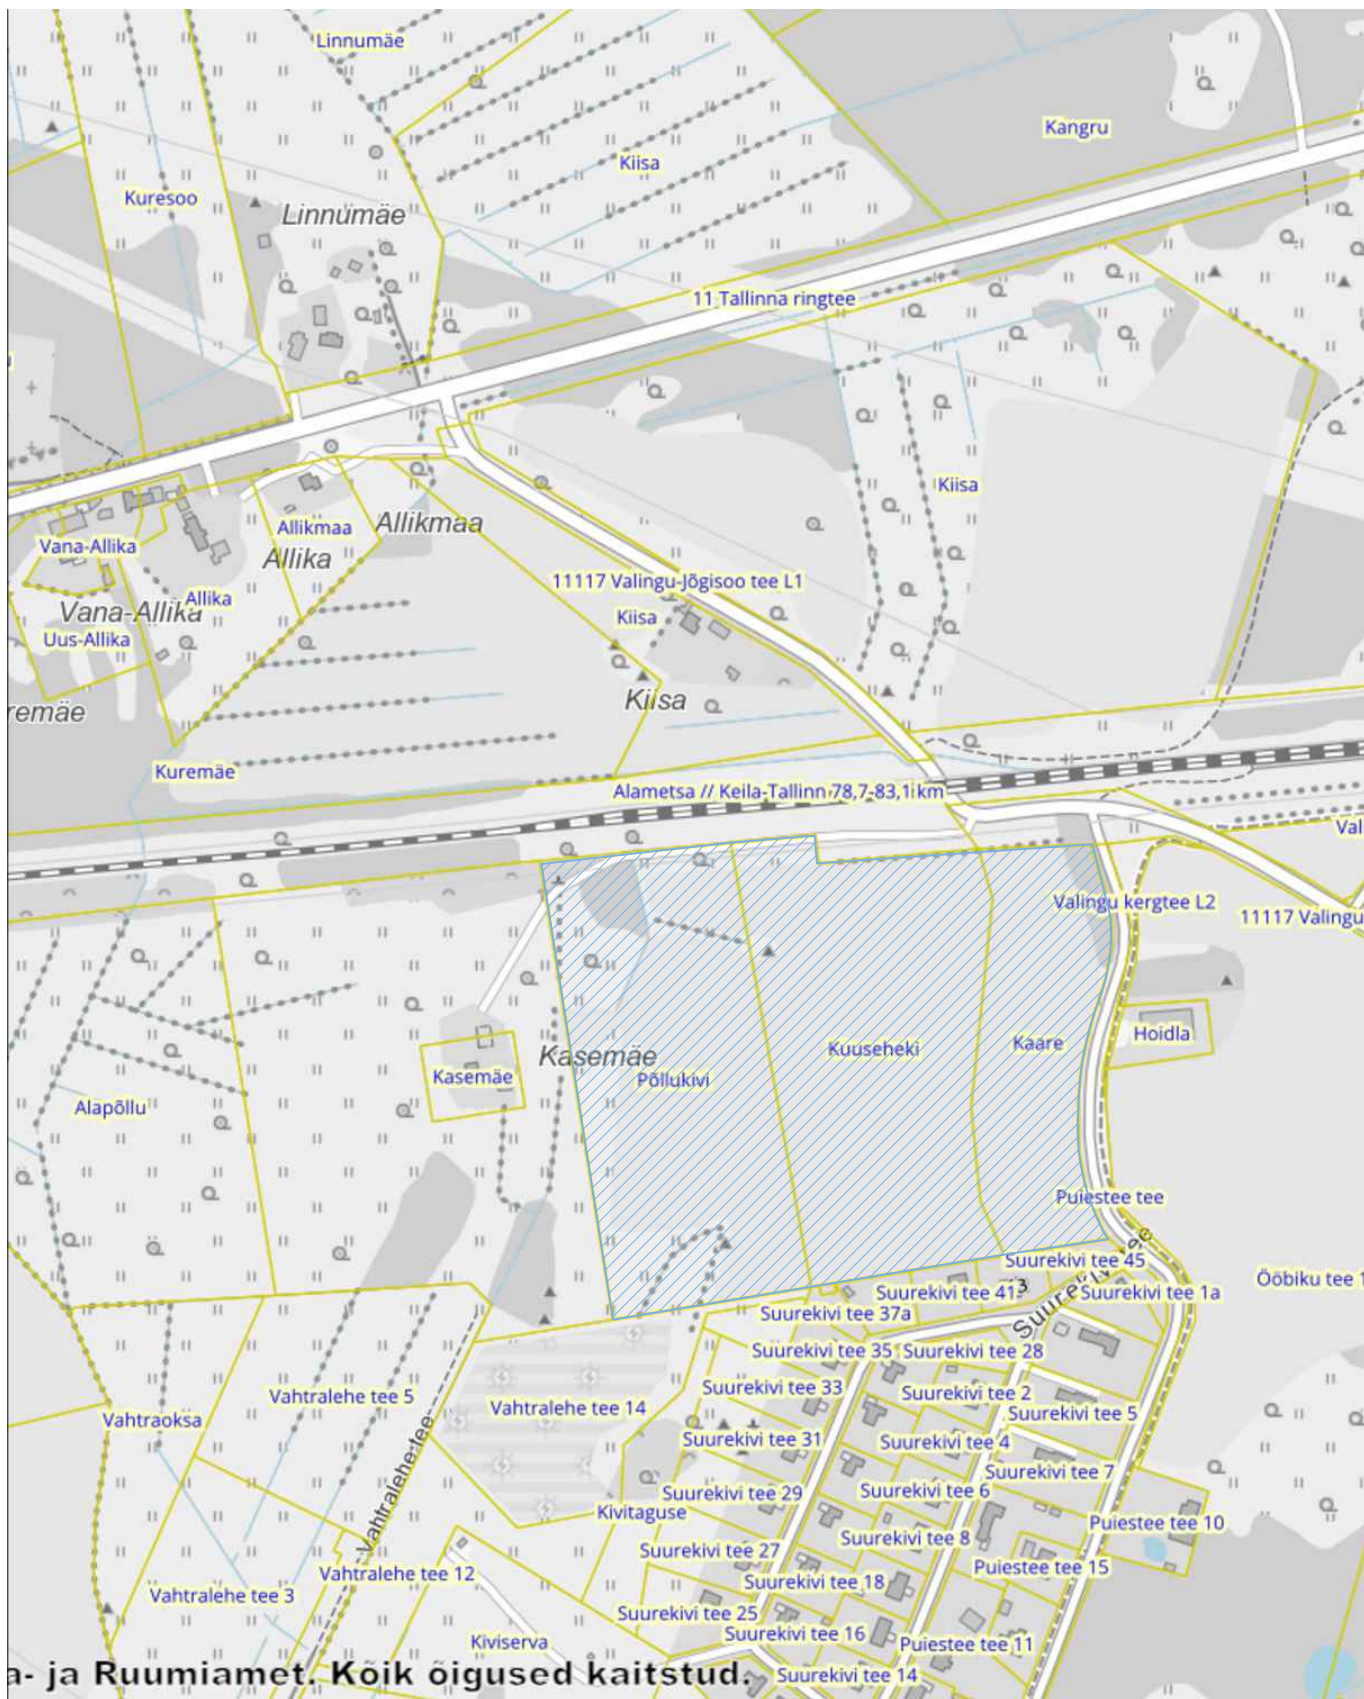 Linnumäe
Kangru
Kiisa
Kuresoo
Linnumäe
11 Tallinna ringtee
Kiisa
Allikmaa
Allikmaa
Vana-Allika
Allika
11117 Valingu-Jõgisoo tee L1
Allika
Vana-Allika
Kiisa
Uus-Allika
Kiisa
remäe
Kuremäe
Alametsa // Keila-Tallinn 78,7-83,1 km
Val
Valingu kergtee L2
11117 Valingu
Hoidla
Kaare
Kuuseheki
Kasemäe
Kasemäe
Põllukivi
Alapõllu
Puiestee tee
Suurekivi tee 45
Ööbiku tee 1
Suurekivi tee 41
Suurekivi tee 1a
Suurekivi tee
Suurekivi tee 37a
Suurekivi tee 35
Suurekivi tee 28
Suurekivi tee 33
Suurekivi tee 2
Vahtralehe tee 5
Vahtralehe tee 14
Suurekivi tee 5
Vahtraoksa
Suurekivi tee 31
Suurekivi tee 4
Suurekivi tee 7
Vahtralehe tee
Suurekivi tee 29
Suurekivi tee 6
Kivitaguse
Puiestee tee 10
Suurekivi tee 8
Suurekivi tee 27
Puiestee tee 15
Vahtralehe tee 12
Suurekivi tee 18
Vahtralehe tee 3
Suurekivi tee 25
Suurekivi tee 16
Kiviserva
Puiestee tee 11
Suurekivi tee 14
a- ja Ruumiamet. Kõik õigused kaitstud.